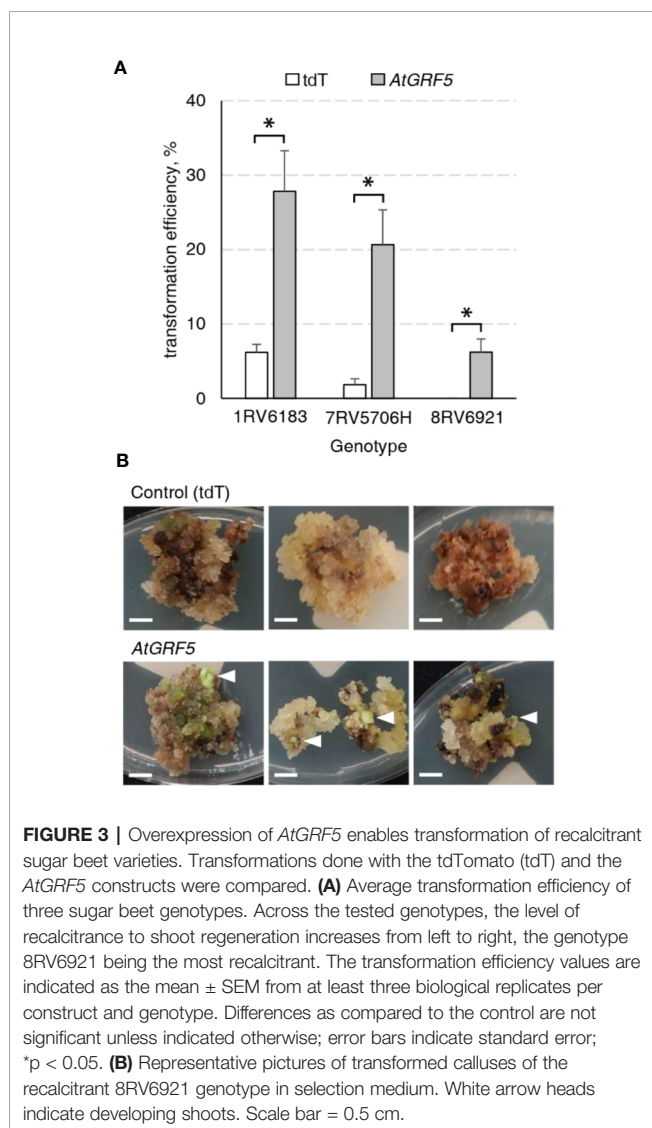 A
tdT AtGRF5
transformation efficiency, %
40
30
20
10
0
* * *
1RV6183 7RV5706H 8RV6921
Genotype
B
Control (tdT)
AtGRF5
FIGURE 3 | Overexpression of AtGRF5 enables transformation of recalcitrant
sugar beet varieties. Transformations done with the tdTomato (tdT) and the
AtGRF5 constructs were compared. (A) Average transformation efficiency of
three sugar beet genotypes. Across the tested genotypes, the level of
recalcitrance to shoot regeneration increases from left to right, the genotype
8RV6921 being the most recalcitrant. The transformation efficiency values are
indicated as the mean ± SEM from at least three biological replicates per
construct and genotype. Differences as compared to the control are not
significant unless indicated otherwise; error bars indicate standard error;
*p < 0.05. (B) Representative pictures of transformed calluses of the
recalcitrant 8RV6921 genotype in selection medium. White arrow heads
indicate developing shoots. Scale bar = 0.5 cm.